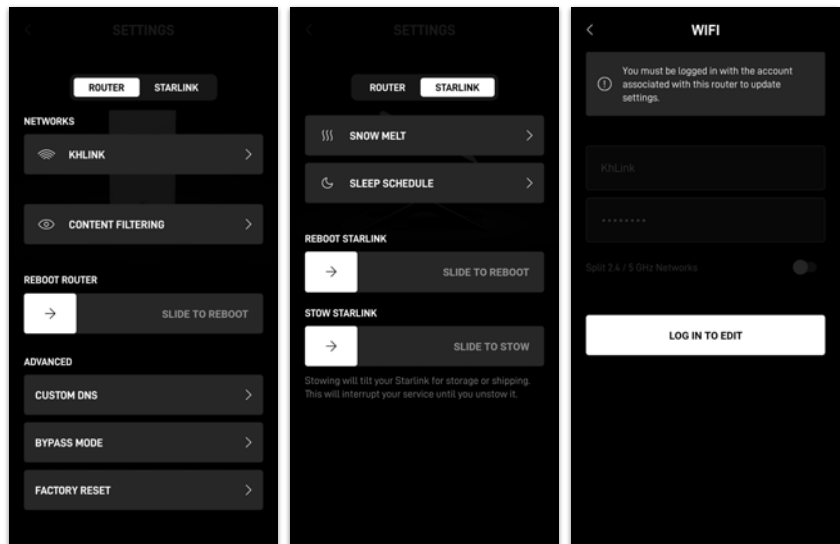 SETTINGS
ROUTER STARLINK
NETWORKS
KHLINK
CONTENT FILTERING
REBOOT ROUTER
SLIDE TO REBOOT
ADVANCED
CUSTOM DNS
BYPASS MODE
FACTORY RESET
SETTINGS
ROUTER STARLINK
SNOW MELT
SLEEP SCHEDULE
REBOOT STARLINK
SLIDE TO REBOOT
STOW STARLINK
SLIDE TO STOW
Stowing will tilt your Starlink for storage or shipping.
This will interrupt your service until you unstow it.
WIFI
You must be logged in with the account
associated with this router to update
settings.
KhLink
••••••••
Split 2.4 / 5 GHz Networks
LOG IN TO EDIT